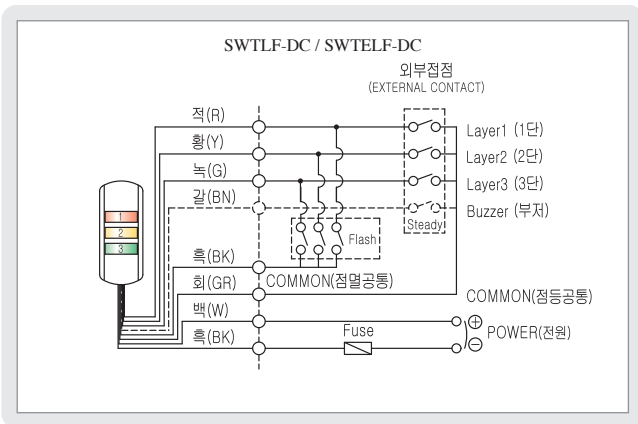 SWTLF-DC / SWTELF-DC
외부접점
(EXTERNAL CONTACT)
적(R)
Layer1 (1단)
황(Y)
Layer2 (2단)
녹(G)
Layer3 (3단)
갈(BN)
Buzzer (부저)
Steady
1
2
3
Flash
흑(BK)
COMMON(점멸공통)
회(GR)
COMMON(점등공통)
백(W)
⊕
POWER(전원)
흑(BK)
Fuse
⊖